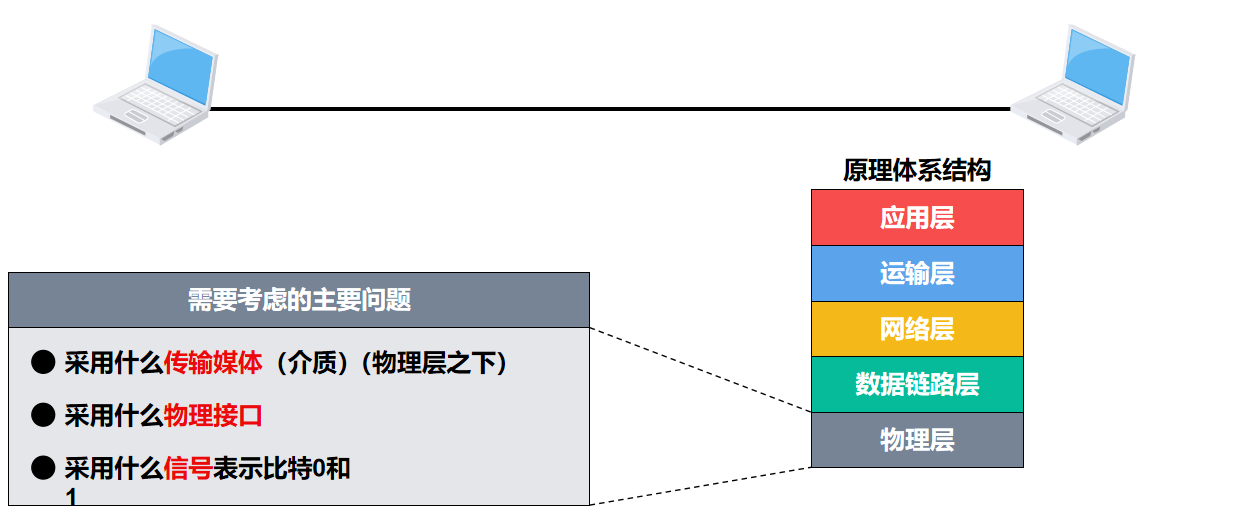 原理体系结构
应用层
运输层
网络层
数据链路层
物理层
需要考虑的主要问题
● 采用什么传输媒体（介质）（物理层之下）
● 采用什么物理接口
● 采用什么信号表示比特0和
1